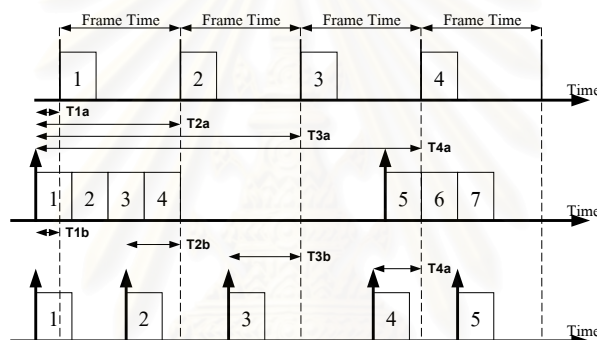 Frame Time Frame Time Frame Time Frame Time
1 2 3 4
Time
T1a
T2a
T3a
T4a
1 2 3 4 5 6 7
Time
T1b
T2b
T3b
T4a
1 2 3 4 5
Time